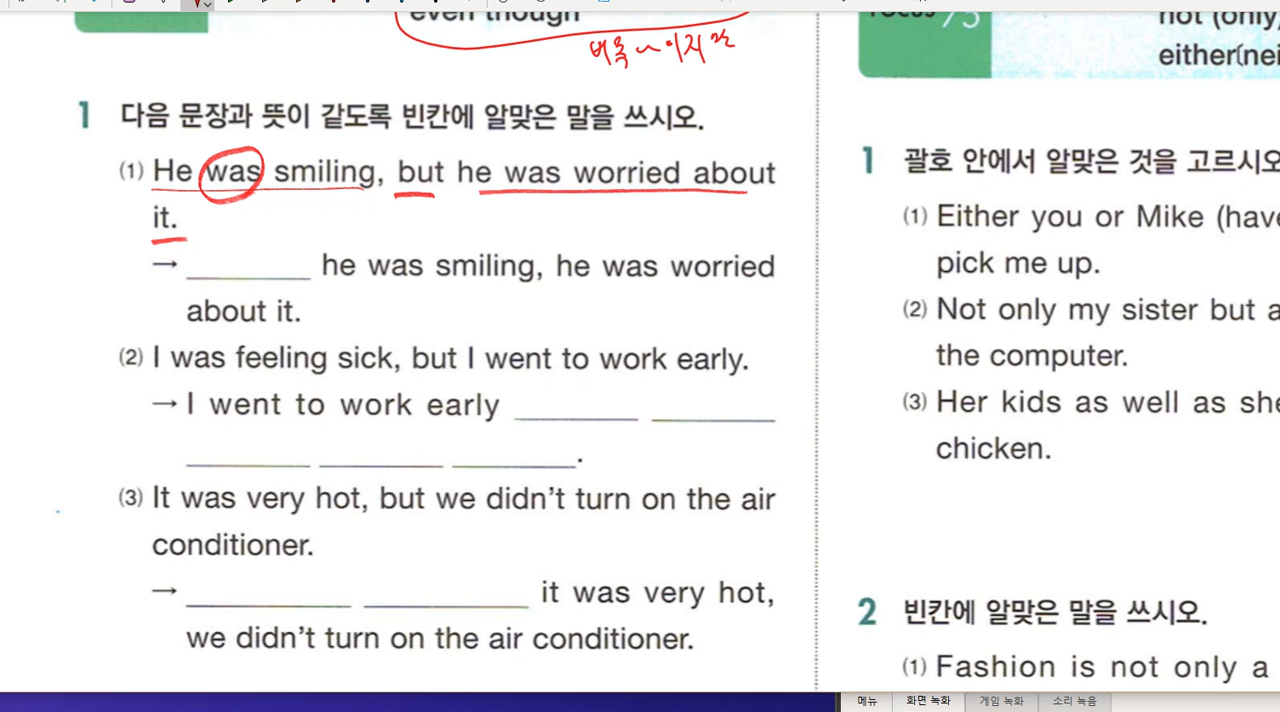 even though
비록 ~ 이지만
1 다음 문장과 뜻이 같도록 빈칸에 알맞은 말을 쓰시오.
(1) He was smiling, but he was worried about
it.
→ ________ he was smiling, he was worried
about it.
(2) I was feeling sick, but I went to work early.
→ I went to work early ________ ________
________ ________ ________.
(3) It was very hot, but we didn't turn on the air
conditioner.
→ ________ ________ it was very hot,
we didn't turn on the air conditioner.
Focus 75
not (only)
either(nei
1 괄호 안에서 알맞은 것을 고르시오
(1) Either you or Mike (have
pick me up.
(2) Not only my sister but a
the computer.
(3) Her kids as well as she
chicken.
2 빈칸에 알맞은 말을 쓰시오.
(1) Fashion is not only a
메뉴 화면 녹화 게임 녹화 소리 녹음